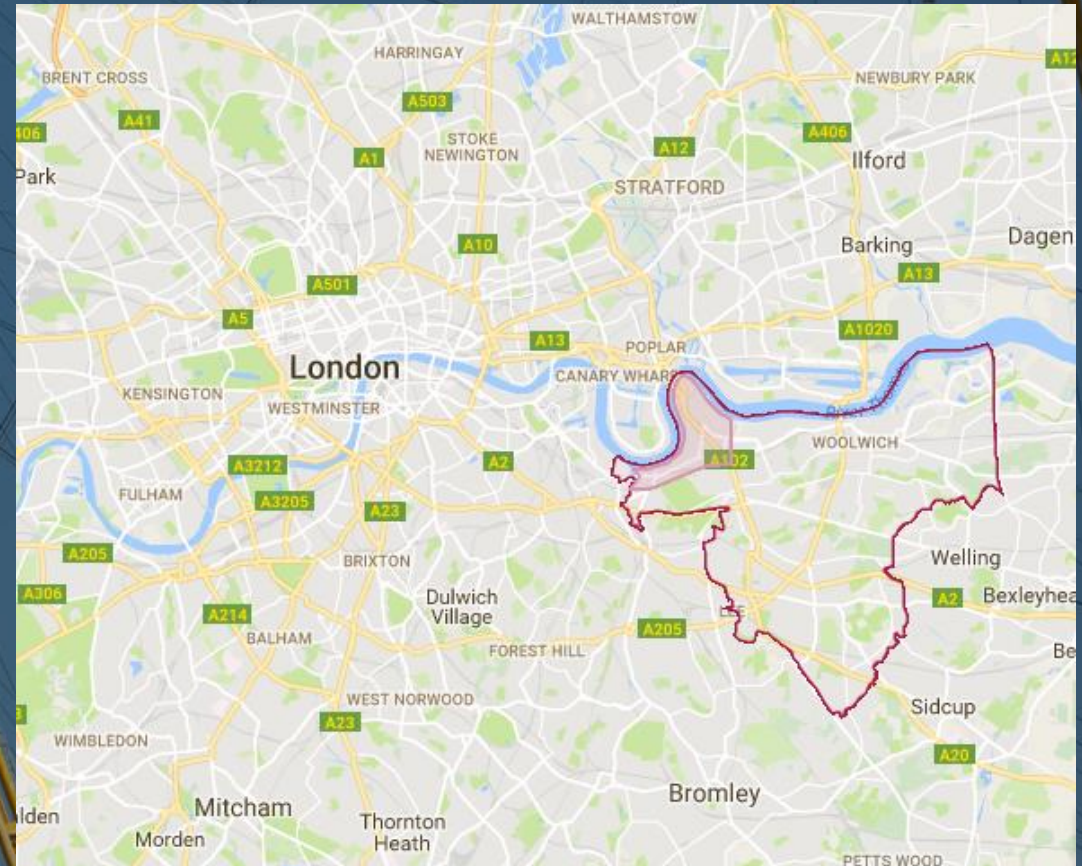 WALTHAMSTOW
HARRINGAY
BRENT CROSS
NEWBURY PARK
A12
A503
A41
406
A406
STOKE
NEWINGTON
A12
A1
Ilford
Park
STRATFORD
Dagen
A10
Barking
A13
A501
A5
A1020
A13
POPLAR
London
CANARY WHARF
KENSINGTON
WESTMINSTER
WOOLWICH
A2
A102
A3212
FULHAM
A3205
A23
A205
BRIXTON
Welling
A306
Dulwich
Village
A2
Bexleyhea
A214
LEE
A205
BALHAM
FOREST HILL
Be
WEST NORWOOD
3
A23
Sidcup
WIMBLEDON
A20
Bromley
lden
Mitcham
Morden
Thornton
Heath
PETTS WOOD